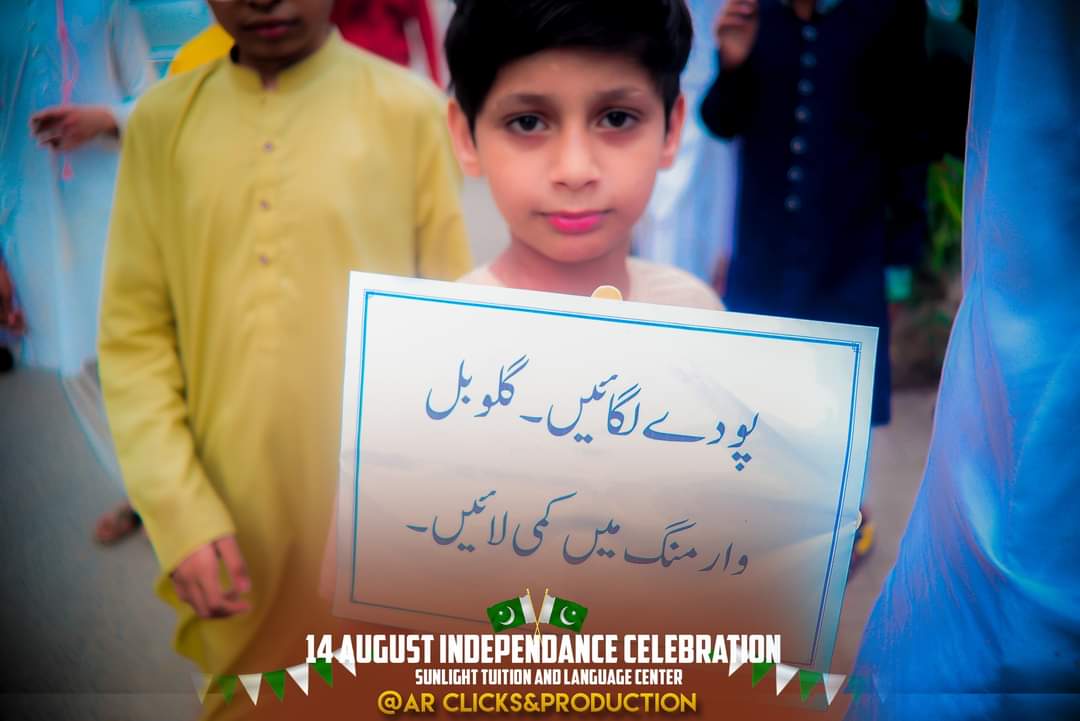 پودے لگائیں۔ گلوبل
وارمنگ میں کمی لائیں۔
14 AUGUST INDEPENDANCE CELEBRATION
SUNLIGHT TUITION AND LANGUAGE CENTER
@AR CLICKS&PRODUCTION